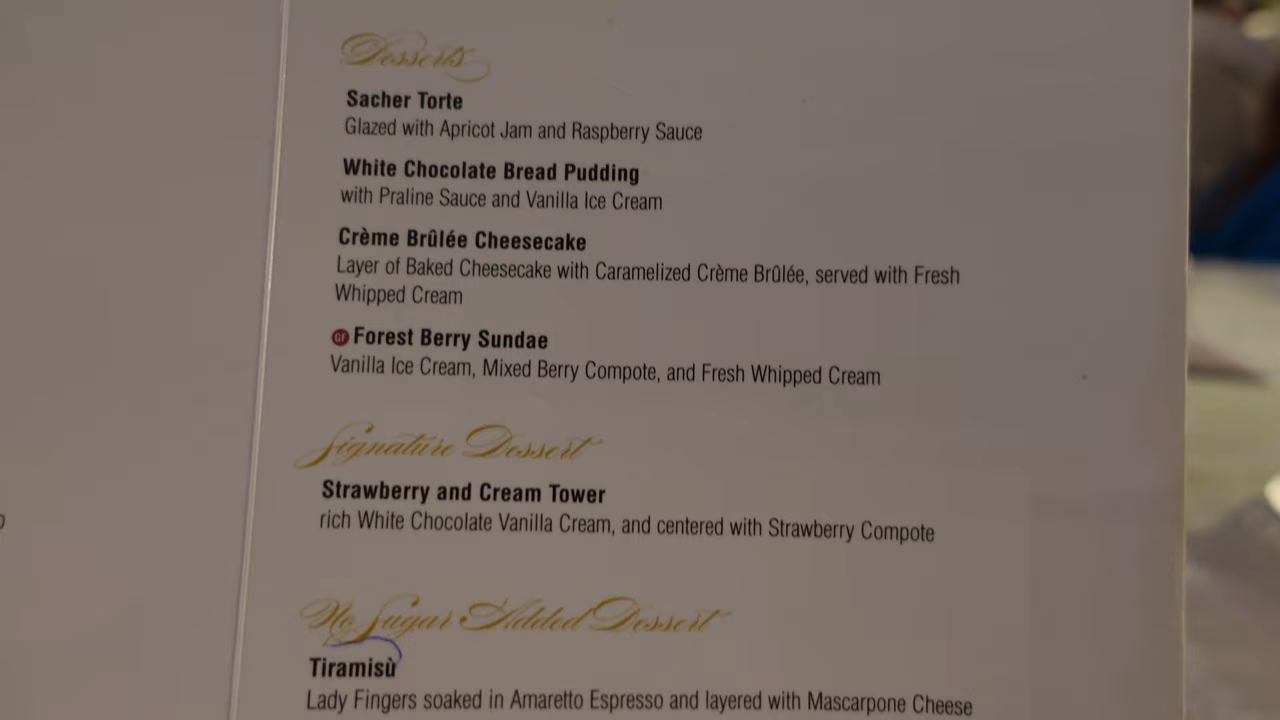 Desserts
Sacher Torte
Glazed with Apricot Jam and Raspberry Sauce
White Chocolate Bread Pudding
with Praline Sauce and Vanilla Ice Cream
Crème Brûlée Cheesecake
Layer of Baked Cheesecake with Caramelized Crème Brûlée, served with Fresh
Whipped Cream
GF Forest Berry Sundae
Vanilla Ice Cream, Mixed Berry Compote, and Fresh Whipped Cream
Signature Dessert
Strawberry and Cream Tower
rich White Chocolate Vanilla Cream, and centered with Strawberry Compote
No Sugar Added Dessert
Tiramisù
Lady Fingers soaked in Amaretto Espresso and layered with Mascarpone Cheese